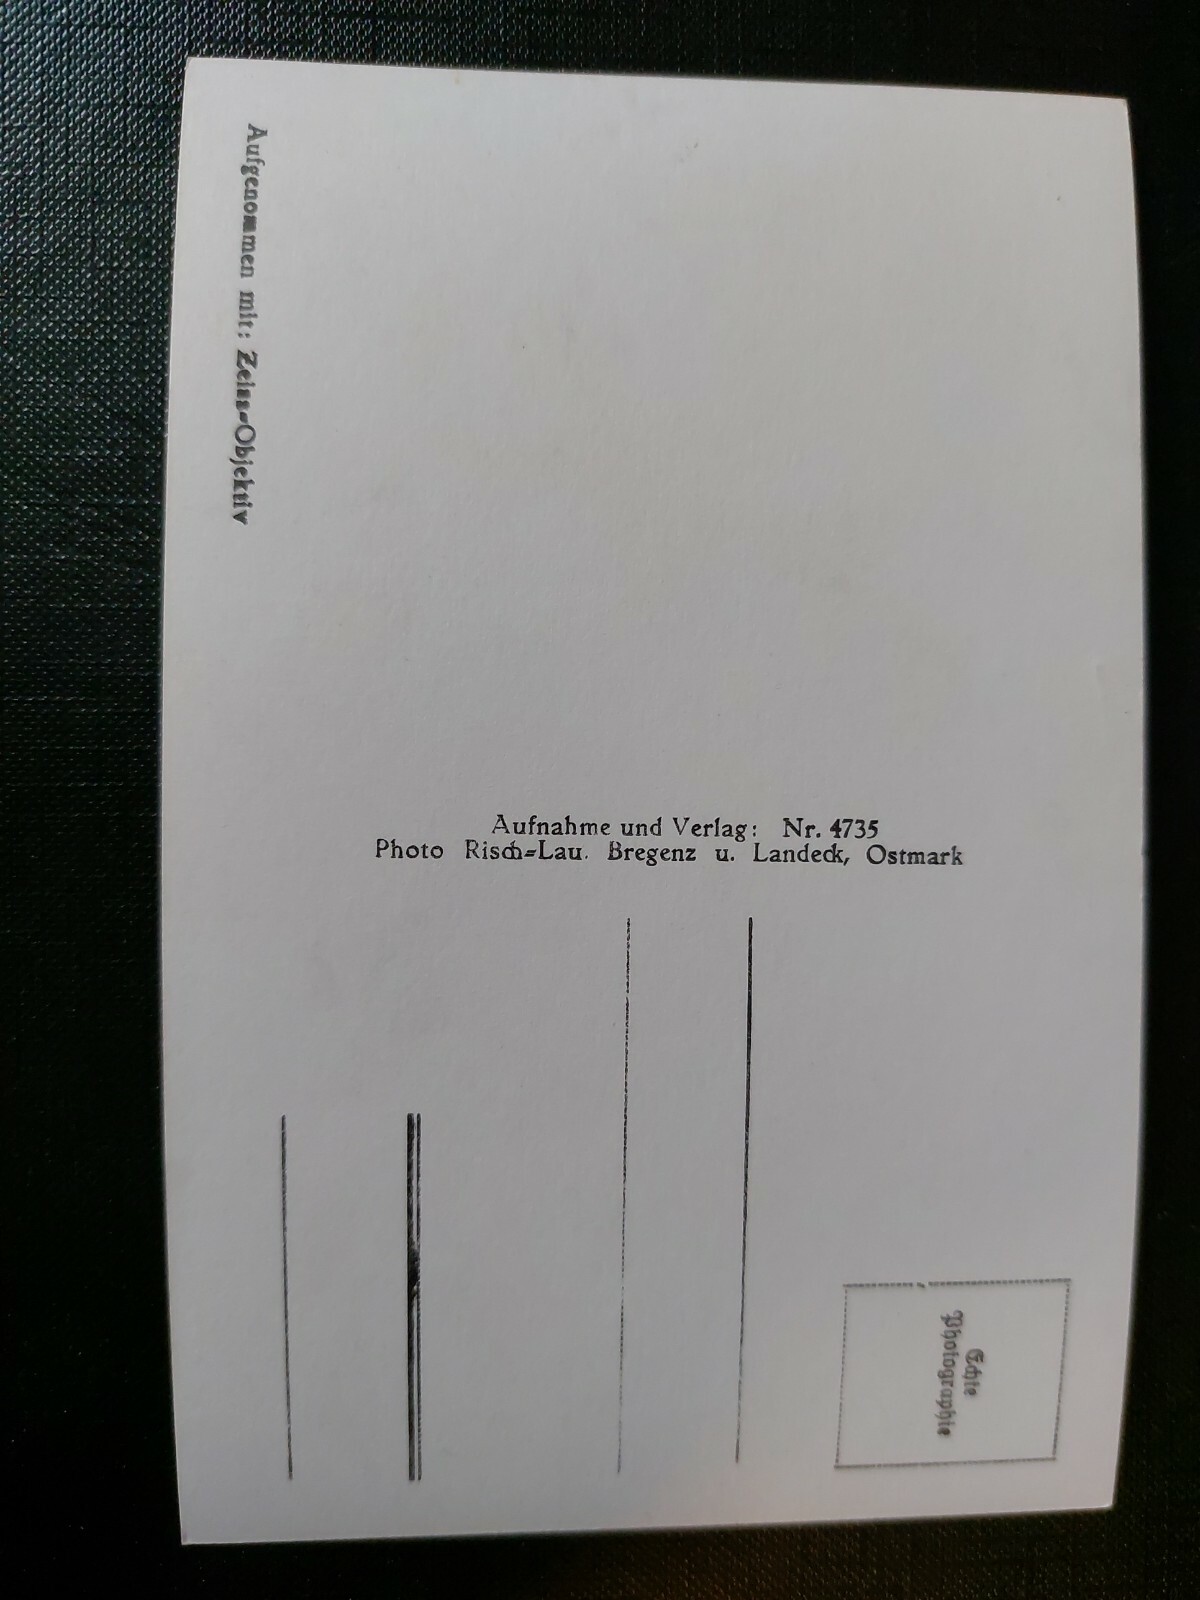 Aufgenommen mit: Zeiss-Objektiv
Aufnahme und Verlag: Nr. 4735
Photo Risch-Lau. Bregenz u. Landeck, Ostmark
Echte
Photographie